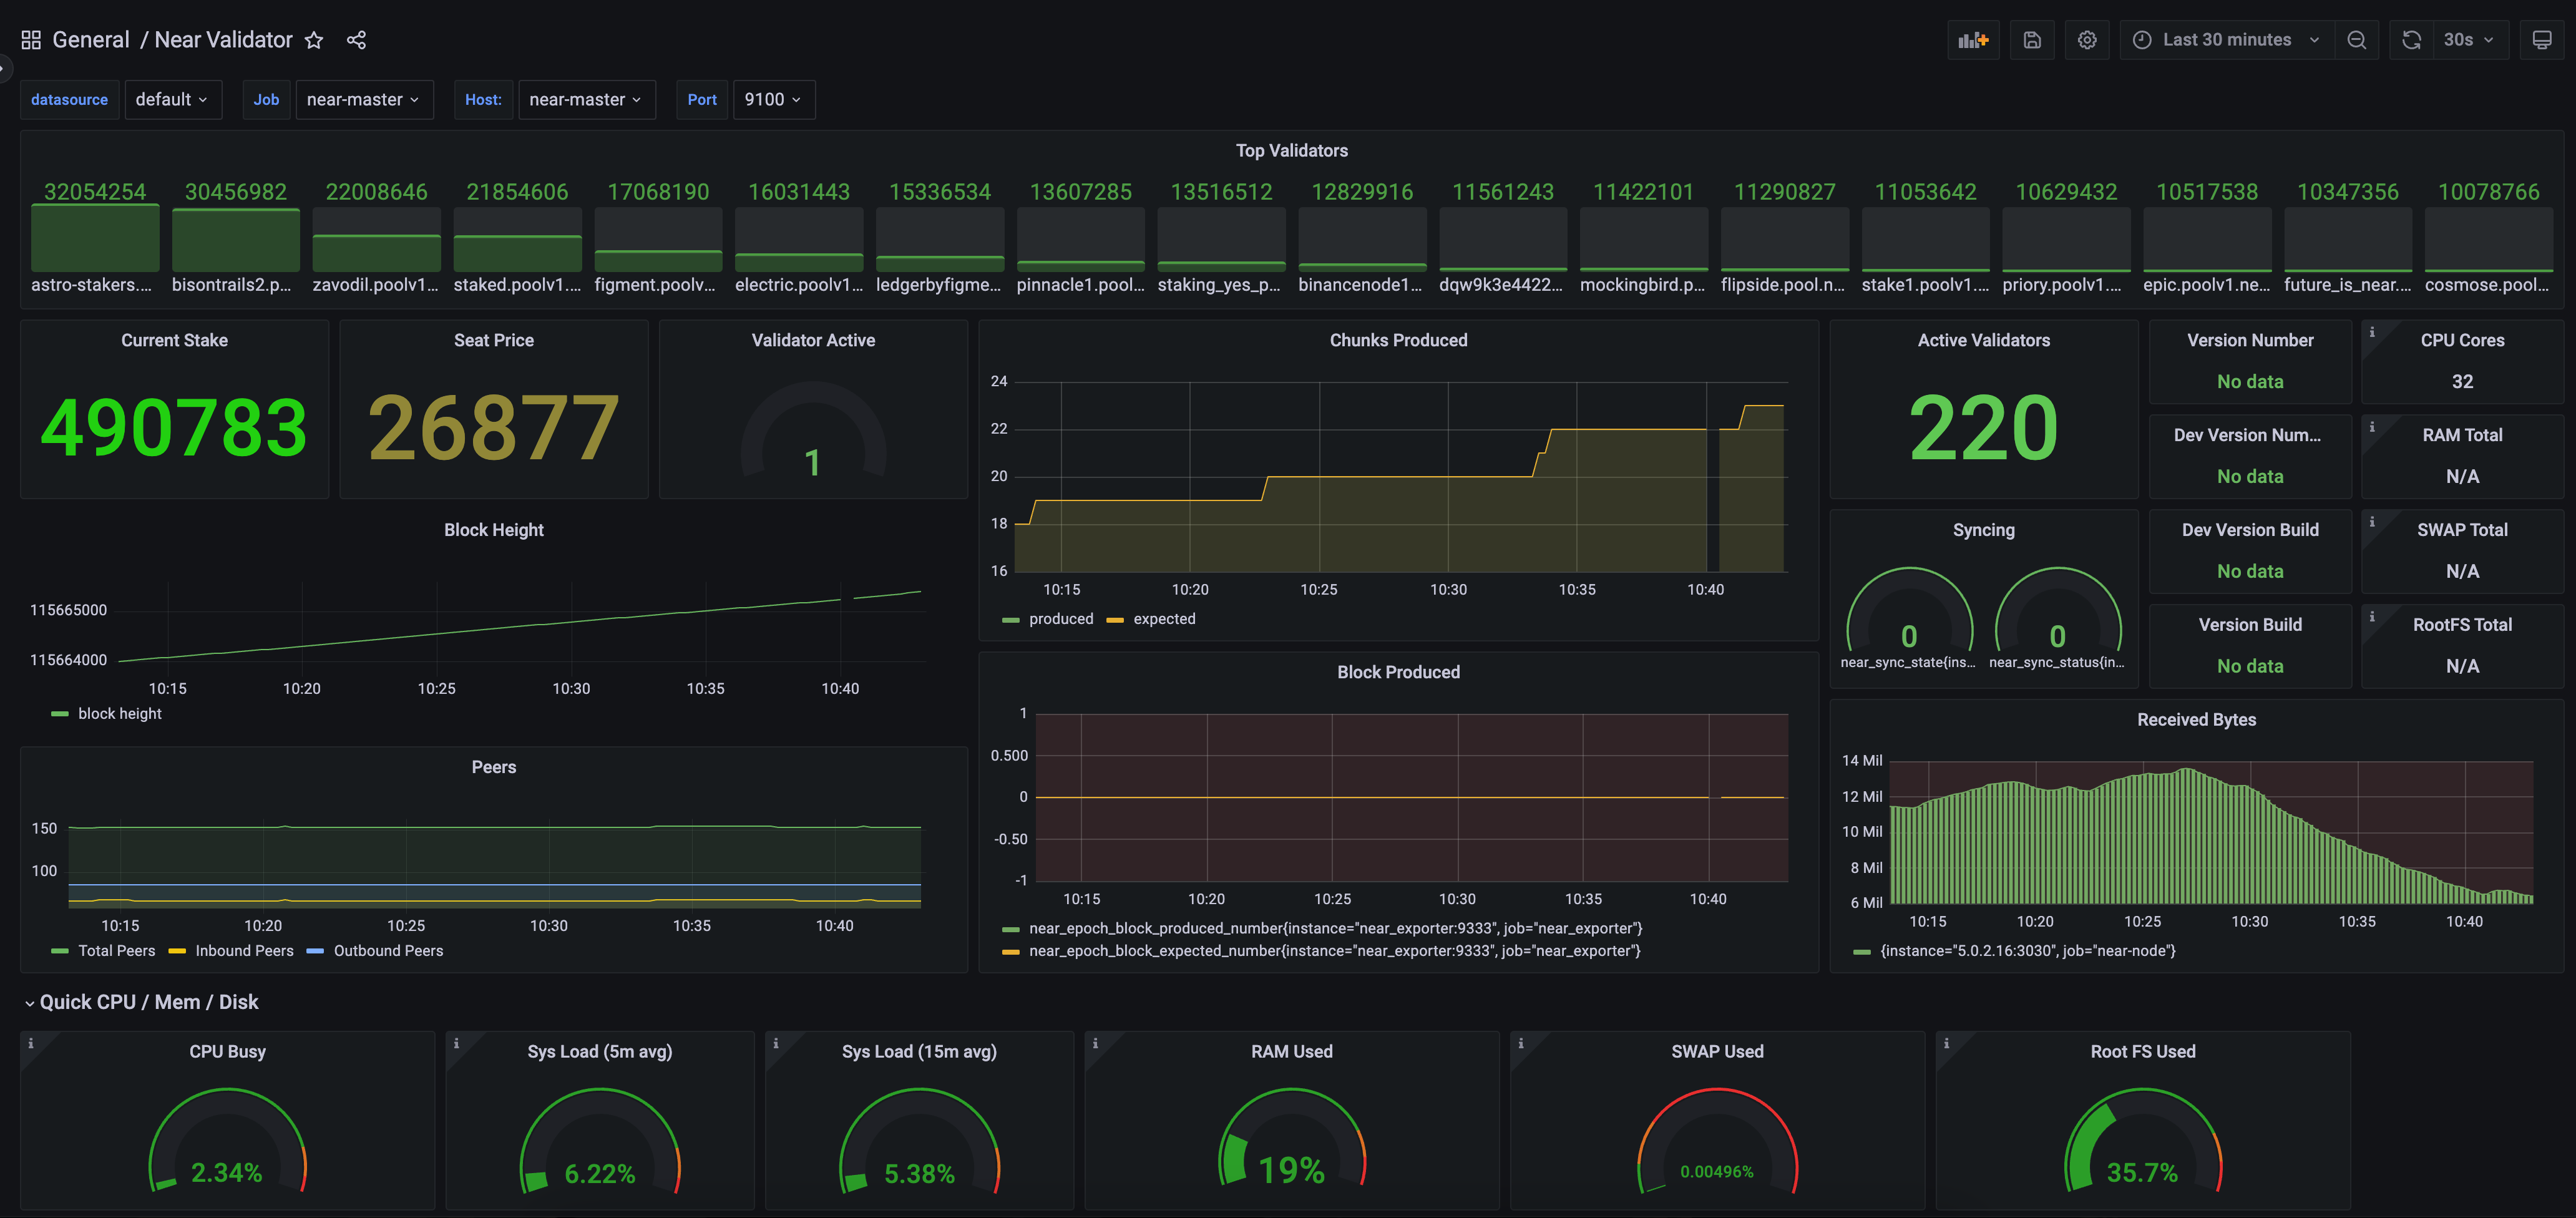 General / Near Validator
Last 30 minutes
30s
datasource default Job near-master Host: near-master Port 9100
Top Validators
32054254 30456982 22008646 21854606 17068190 16031443 15336534 13607285 13516512 12829916 11561243 11422101 11290827 11053642 10629432 10517538 10347356 10078766
astro-stakers.... bisontrails2.p... zavodil.poolv1... staked.poolv1.... figment.poolv... electric.poolv1... ledgerbyfigme... pinnacle1.pool... staking_yes_p... binancenode1... dqw9k3e4422... mockingbird.p... flipside.pool.n... stake1.poolv1.... priory.poolv1.... epic.poolv1.ne... future_is_near.... cosmose.pool...
Current Stake
490783
Seat Price
26877
Validator Active
1
Chunks Produced
24
22
20
18
16
10:15 10:20 10:25 10:30 10:35 10:40
produced expected
Active Validators
220
Version Number
No data
CPU Cores
32
Dev Version Num...
No data
RAM Total
N/A
Block Height
115665000
115664000
10:15 10:20 10:25 10:30 10:35 10:40
block height
Syncing
0 0
near_sync_state{ins... near_sync_status{in...
Dev Version Build
No data
SWAP Total
N/A
Version Build
No data
RootFS Total
N/A
Block Produced
1
0.500
0
-0.50
-1
10:15 10:20 10:25 10:30 10:35 10:40
near_epoch_block_produced_number{instance="near_exporter:9333", job="near_exporter"}
near_epoch_block_expected_number{instance="near_exporter:9333", job="near_exporter"}
Received Bytes
14 Mil
12 Mil
10 Mil
8 Mil
6 Mil
10:15 10:20 10:25 10:30 10:35 10:40
{instance="5.0.2.16:3030", job="near-node"}
Peers
150
100
10:15 10:20 10:25 10:30 10:35 10:40
Total Peers Inbound Peers Outbound Peers
Quick CPU / Mem / Disk
CPU Busy
2.34%
Sys Load (5m avg)
6.22%
Sys Load (15m avg)
5.38%
RAM Used
19%
SWAP Used
0.00496%
Root FS Used
35.7%